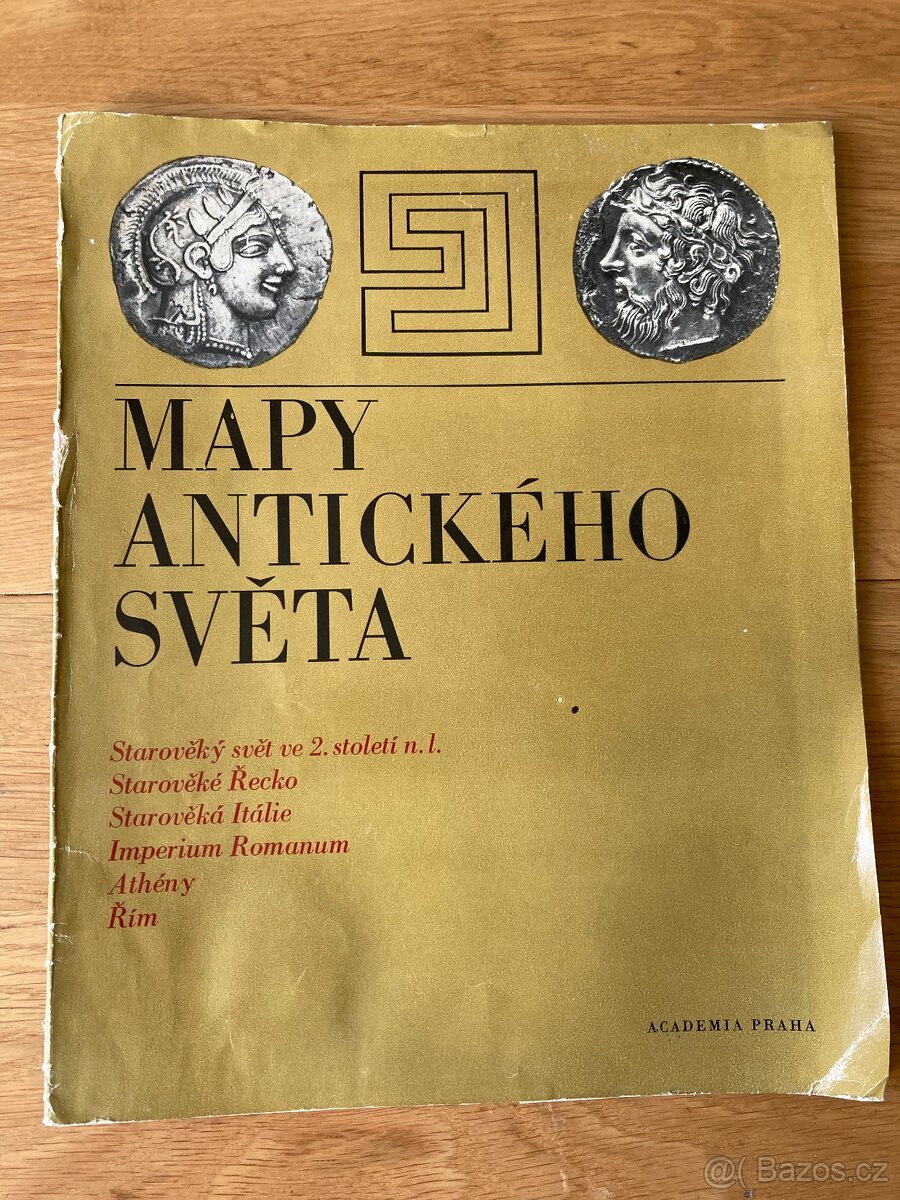 MAPY
ANTICKÉHO
SVĚTA
Starověký svět ve 2. století n. l.
Starověké Řecko
Starověká Itálie
Imperium Romanum
Athény
Řím
ACADEMIA PRAHA
@( Bazos.cz